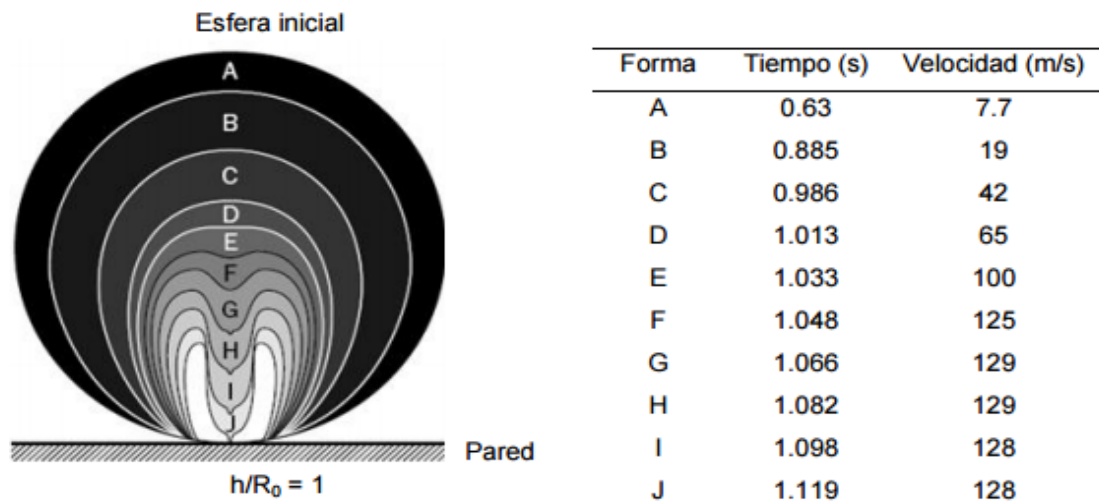 Esfera inicial
A
B
C
D
E
F
G
H
I
J
Pared
h/R₀ = 1
Forma Tiempo (s) Velocidad (m/s)
A 0.63 7.7
B 0.885 19
C 0.986 42
D 1.013 65
E 1.033 100
F 1.048 125
G 1.066 129
H 1.082 129
I 1.098 128
J 1.119 128